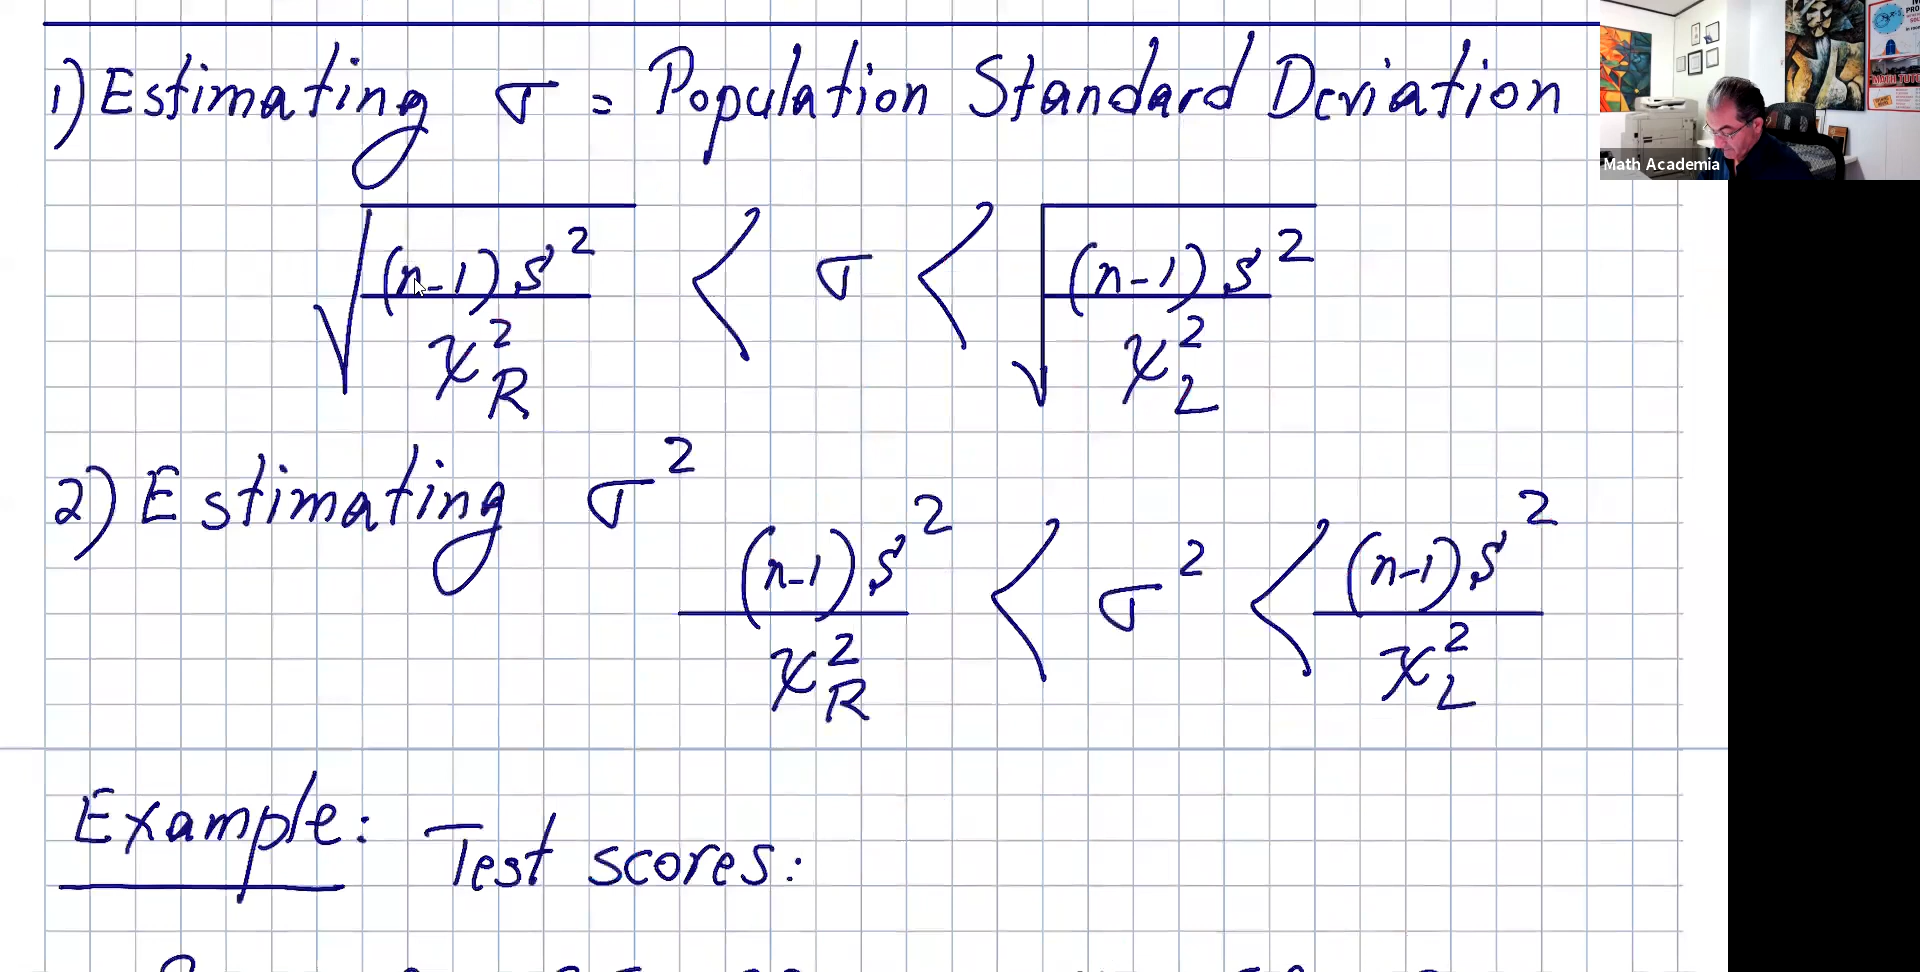 1) Estimating σ = Population Standard Deviation
√((n-1)s²/χ²_R) < σ < √((n-1)s²/χ²_L)
2) Estimating σ²
(n-1)s²/χ²_R < σ² < (n-1)s²/χ²_L
Example: Test scores:
Math Academia